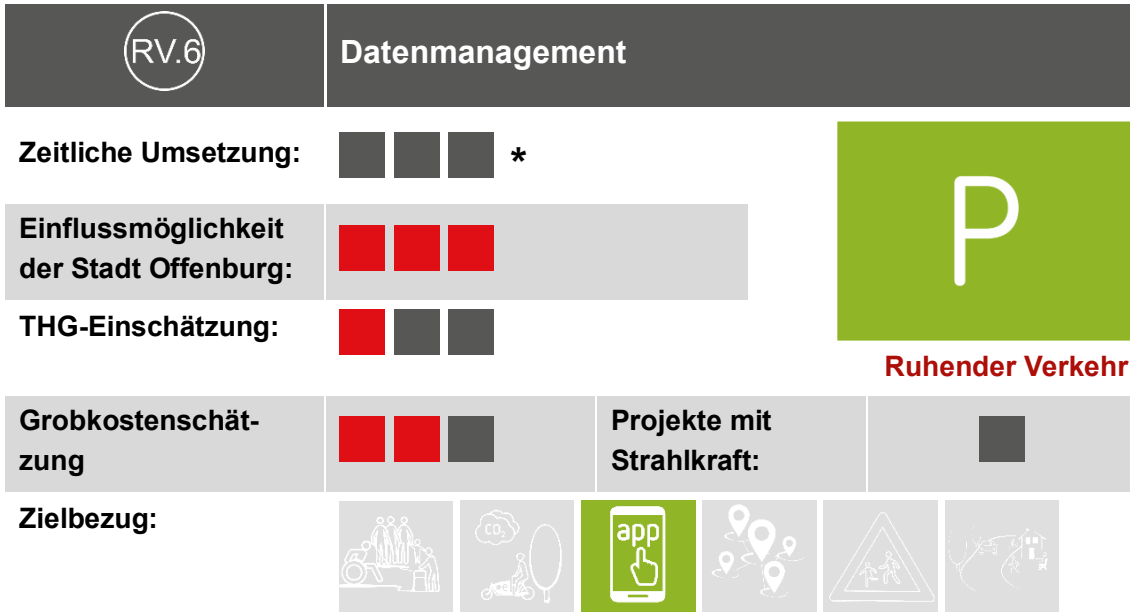 RV.6
Datenmanagement
Zeitliche Umsetzung:
*
Einflussmöglichkeit
der Stadt Offenburg:
P
THG-Einschätzung:
Ruhender Verkehr
Grobkostenschät-
zung
Projekte mit
Strahlkraft:
Zielbezug:
CO₂
app